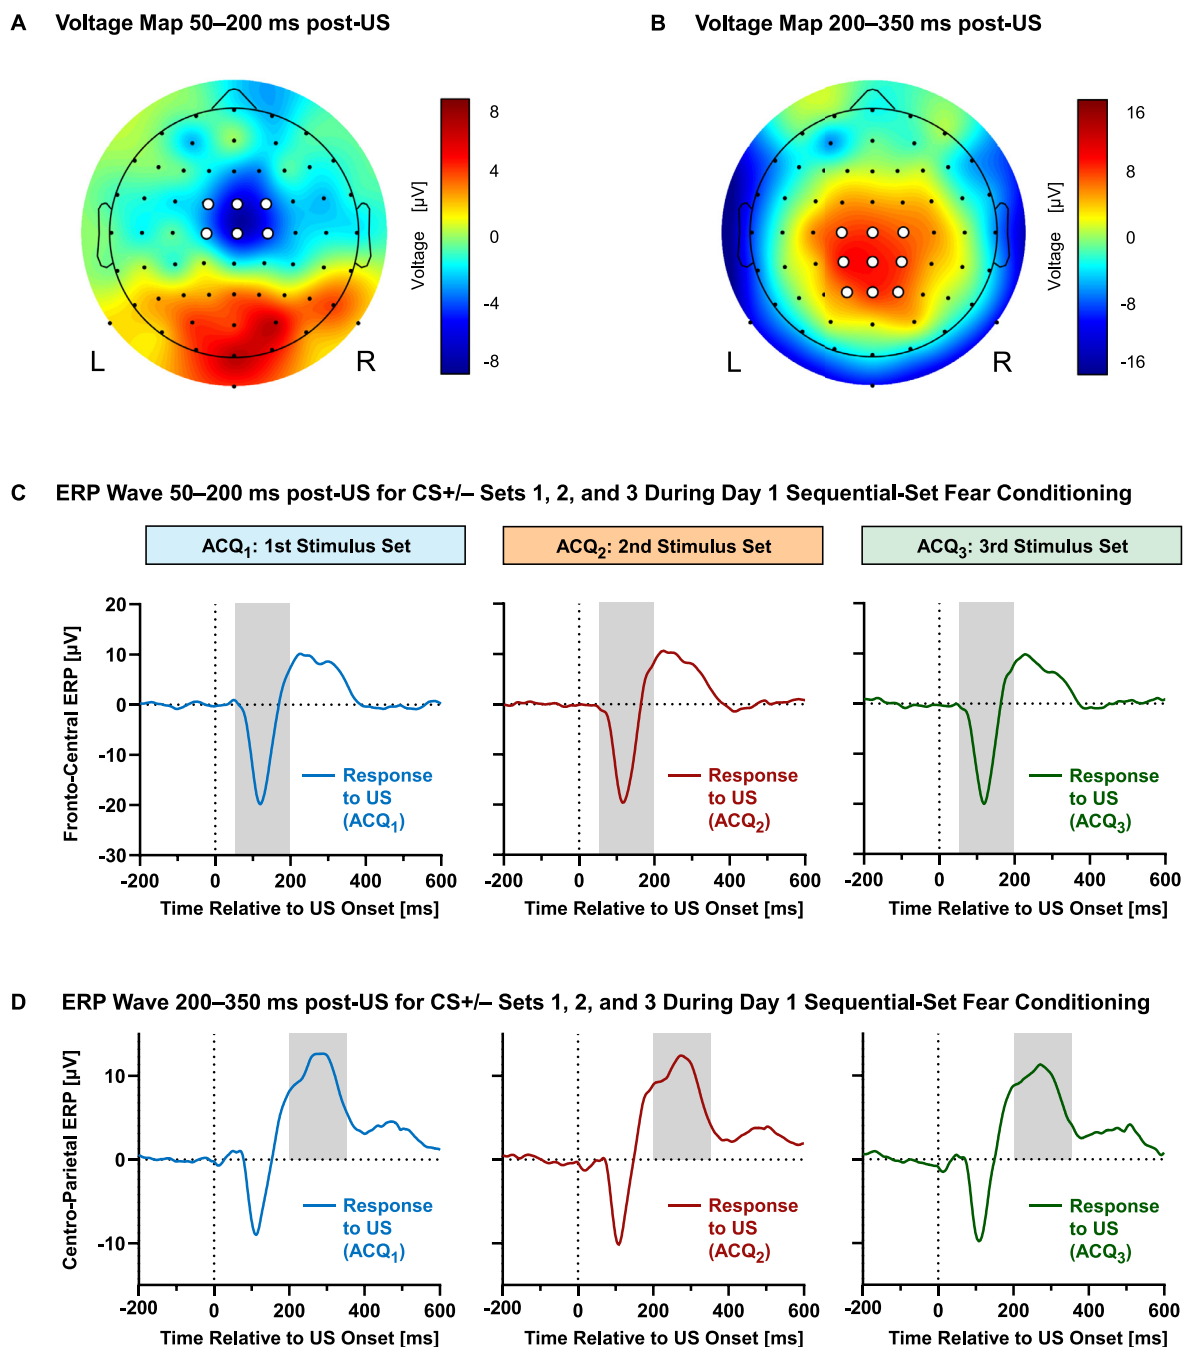 A Voltage Map 50–200 ms post-US
B Voltage Map 200–350 ms post-US
8
4
0
-4
-8
Voltage [µV]
L
R
16
8
0
-8
-16
Voltage [µV]
L
R
C ERP Wave 50–200 ms post-US for CS+/– Sets 1, 2, and 3 During Day 1 Sequential-Set Fear Conditioning
ACQ1: 1st Stimulus Set
ACQ2: 2nd Stimulus Set
ACQ3: 3rd Stimulus Set
Fronto-Central ERP [µV]
20
10
0
-10
-20
-30
Response
to US
(ACQ1)
-200 0 200 400 600
Time Relative to US Onset [ms]
Response
to US
(ACQ2)
-200 0 200 400 600
Time Relative to US Onset [ms]
Response
to US
(ACQ3)
-200 0 200 400 600
Time Relative to US Onset [ms]
D ERP Wave 200–350 ms post-US for CS+/– Sets 1, 2, and 3 During Day 1 Sequential-Set Fear Conditioning
Centro-Parietal ERP [µV]
10
0
-10
Response
to US
(ACQ1)
-200 0 200 400 600
Time Relative to US Onset [ms]
Response
to US
(ACQ2)
-200 0 200 400 600
Time Relative to US Onset [ms]
Response
to US
(ACQ3)
-200 0 200 400 600
Time Relative to US Onset [ms]